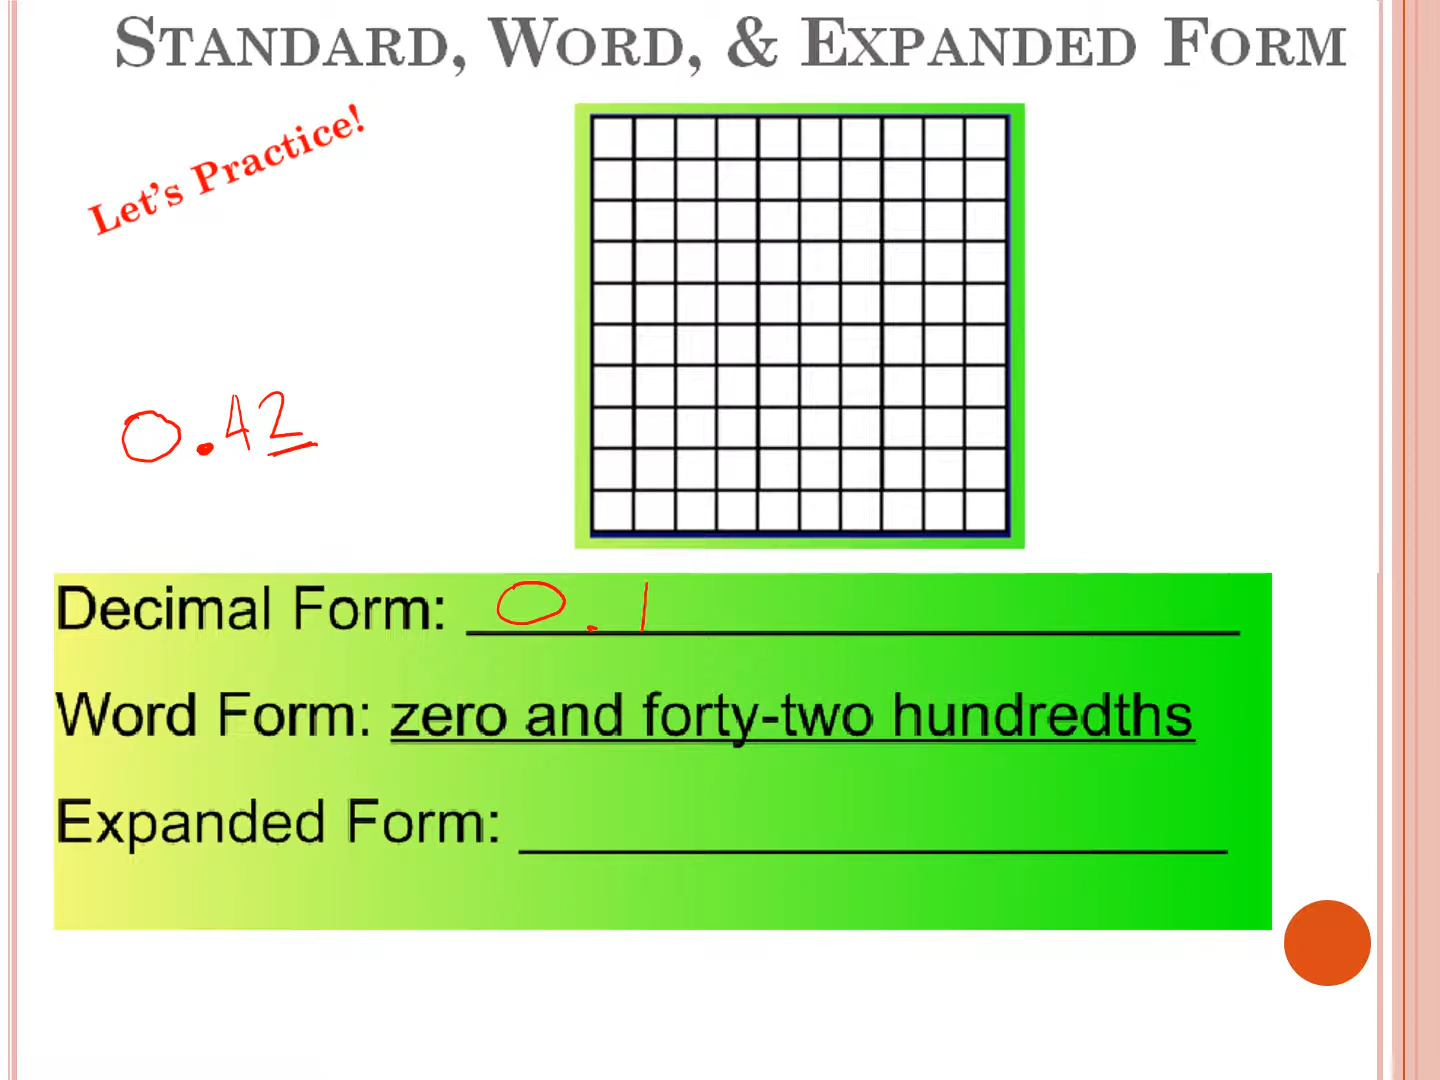 STANDARD, WORD, & EXPANDED FORM
Let's Practice!
0.42
Decimal Form: 0.1
Word Form: zero and forty-two hundredths
Expanded Form: